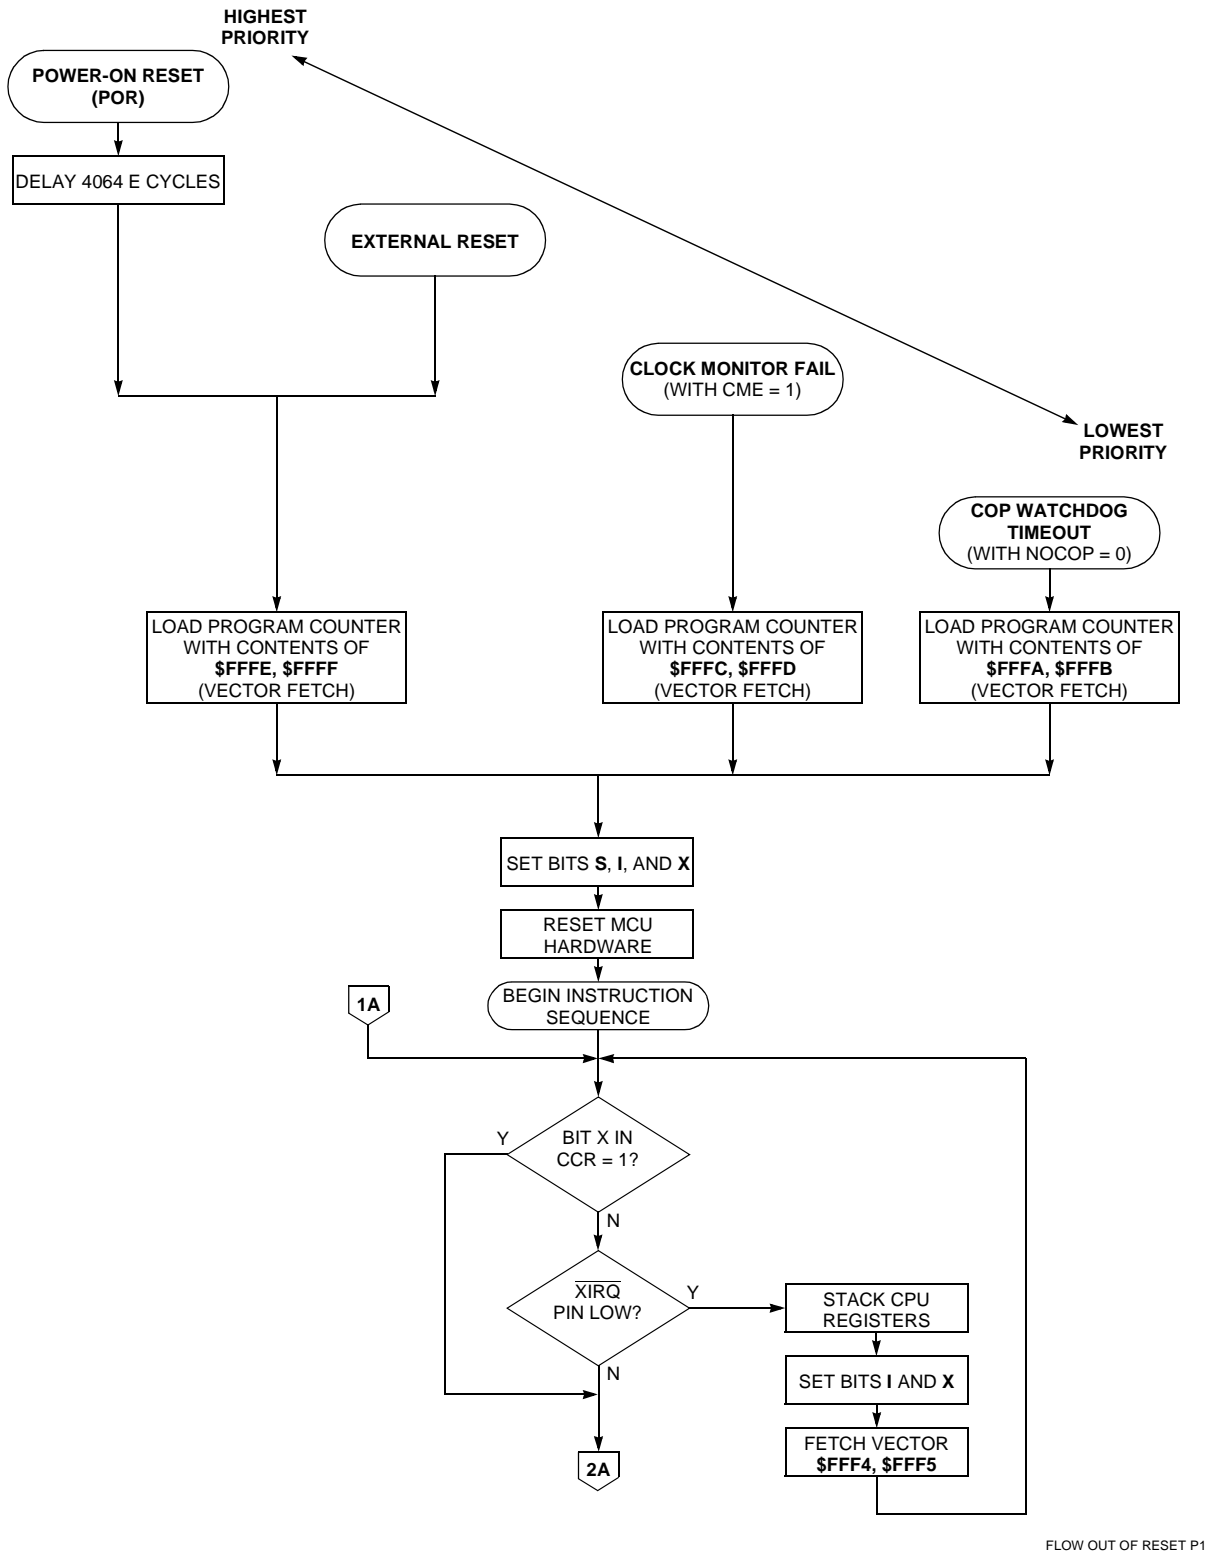 HIGHEST
PRIORITY
POWER-ON RESET
(POR)
DELAY 4064 E CYCLES
EXTERNAL RESET
CLOCK MONITOR FAIL
(WITH CME = 1)
LOWEST
PRIORITY
COP WATCHDOG
TIMEOUT
(WITH NOCOP = 0)
LOAD PROGRAM COUNTER
WITH CONTENTS OF
$FFFE, $FFFF
(VECTOR FETCH)
LOAD PROGRAM COUNTER
WITH CONTENTS OF
$FFFC, $FFFD
(VECTOR FETCH)
LOAD PROGRAM COUNTER
WITH CONTENTS OF
$FFFA, $FFFB
(VECTOR FETCH)
SET BITS S, I, AND X
RESET MCU
HARDWARE
BEGIN INSTRUCTION
SEQUENCE
1A
BIT X IN
CCR = 1?
Y
N
XIRQ
PIN LOW?
Y
N
STACK CPU
REGISTERS
SET BITS I AND X
FETCH VECTOR
$FFF4, $FFF5
2A
FLOW OUT OF RESET P1